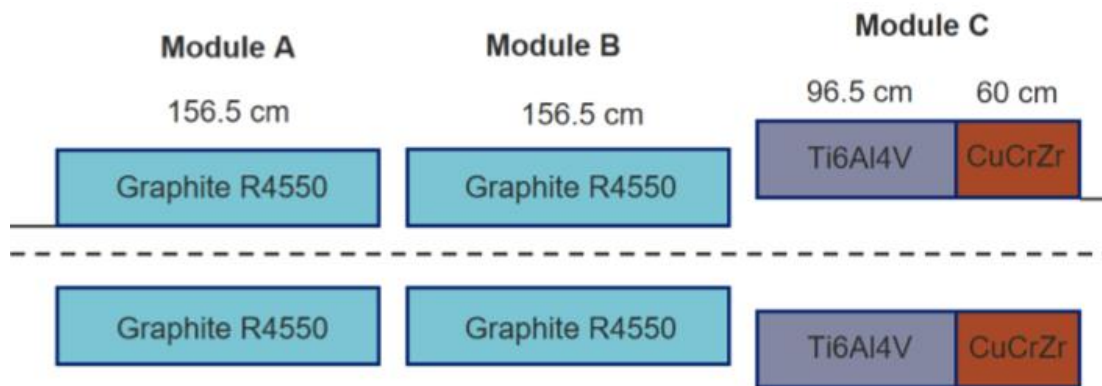 Module A
Module B
Module C
156.5 cm
156.5 cm
96.5 cm
60 cm
Graphite R4550
Graphite R4550
Ti6Al4V
CuCrZr
Graphite R4550
Graphite R4550
Ti6Al4V
CuCrZr